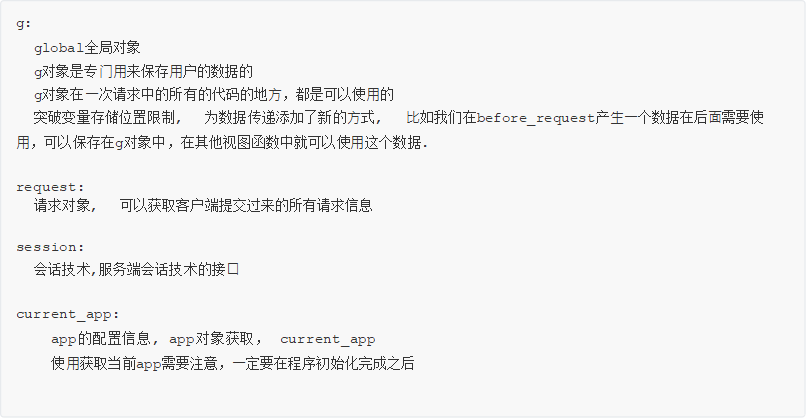 g:
global全局对象
g对象是专门用来保存用户的数据的
g对象在一次请求中的所有的代码的地方，都是可以使用的
突破变量存储位置限制， 为数据传递添加了新的方式， 比如我们在before_request产生一个数据在后面需要使
用，可以保存在g对象中，在其他视图函数中就可以使用这个数据.
request:
请求对象， 可以获取客户端提交过来的所有请求信息
session:
会话技术,服务端会话技术的接口
current_app:
app的配置信息, app对象获取， current_app
使用获取当前app需要注意，一定要在程序初始化完成之后